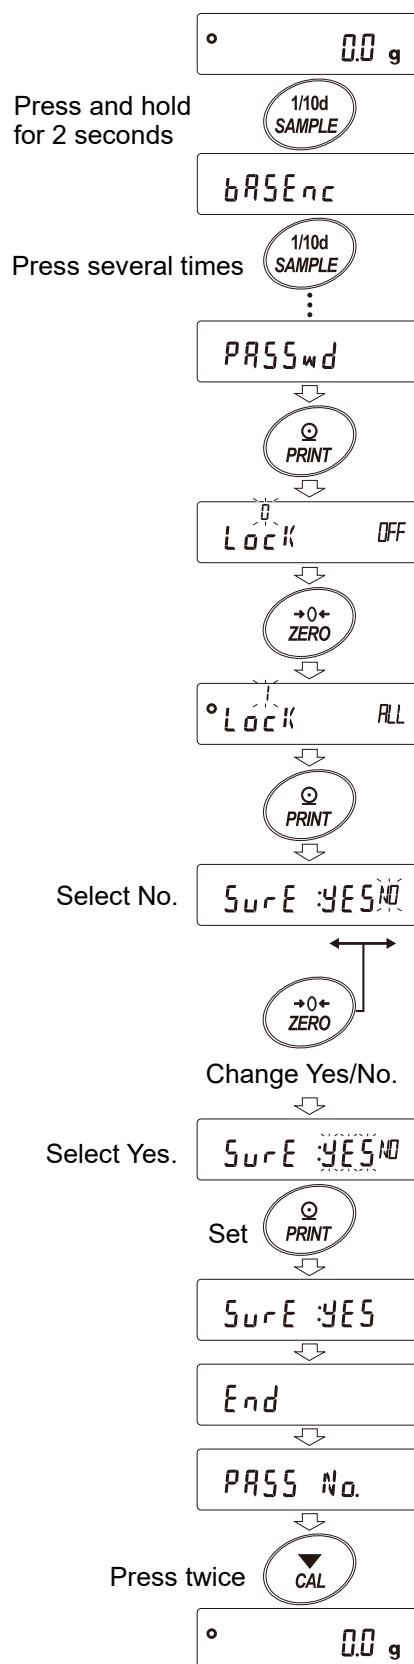 0.0 g
Press and hold
for 2 seconds
1/10d
SAMPLE
bASEnc
Press several times
1/10d
SAMPLE
PASSwd
PRINT
0
Lock OFF
→0←
ZERO
1
Lock ALL
PRINT
Select No.
SurE :YES NO
→0←
ZERO
Change Yes/No.
Select Yes.
SurE :YES NO
Set
PRINT
SurE :YES
End
PASS No.
Press twice
CAL
0.0 g